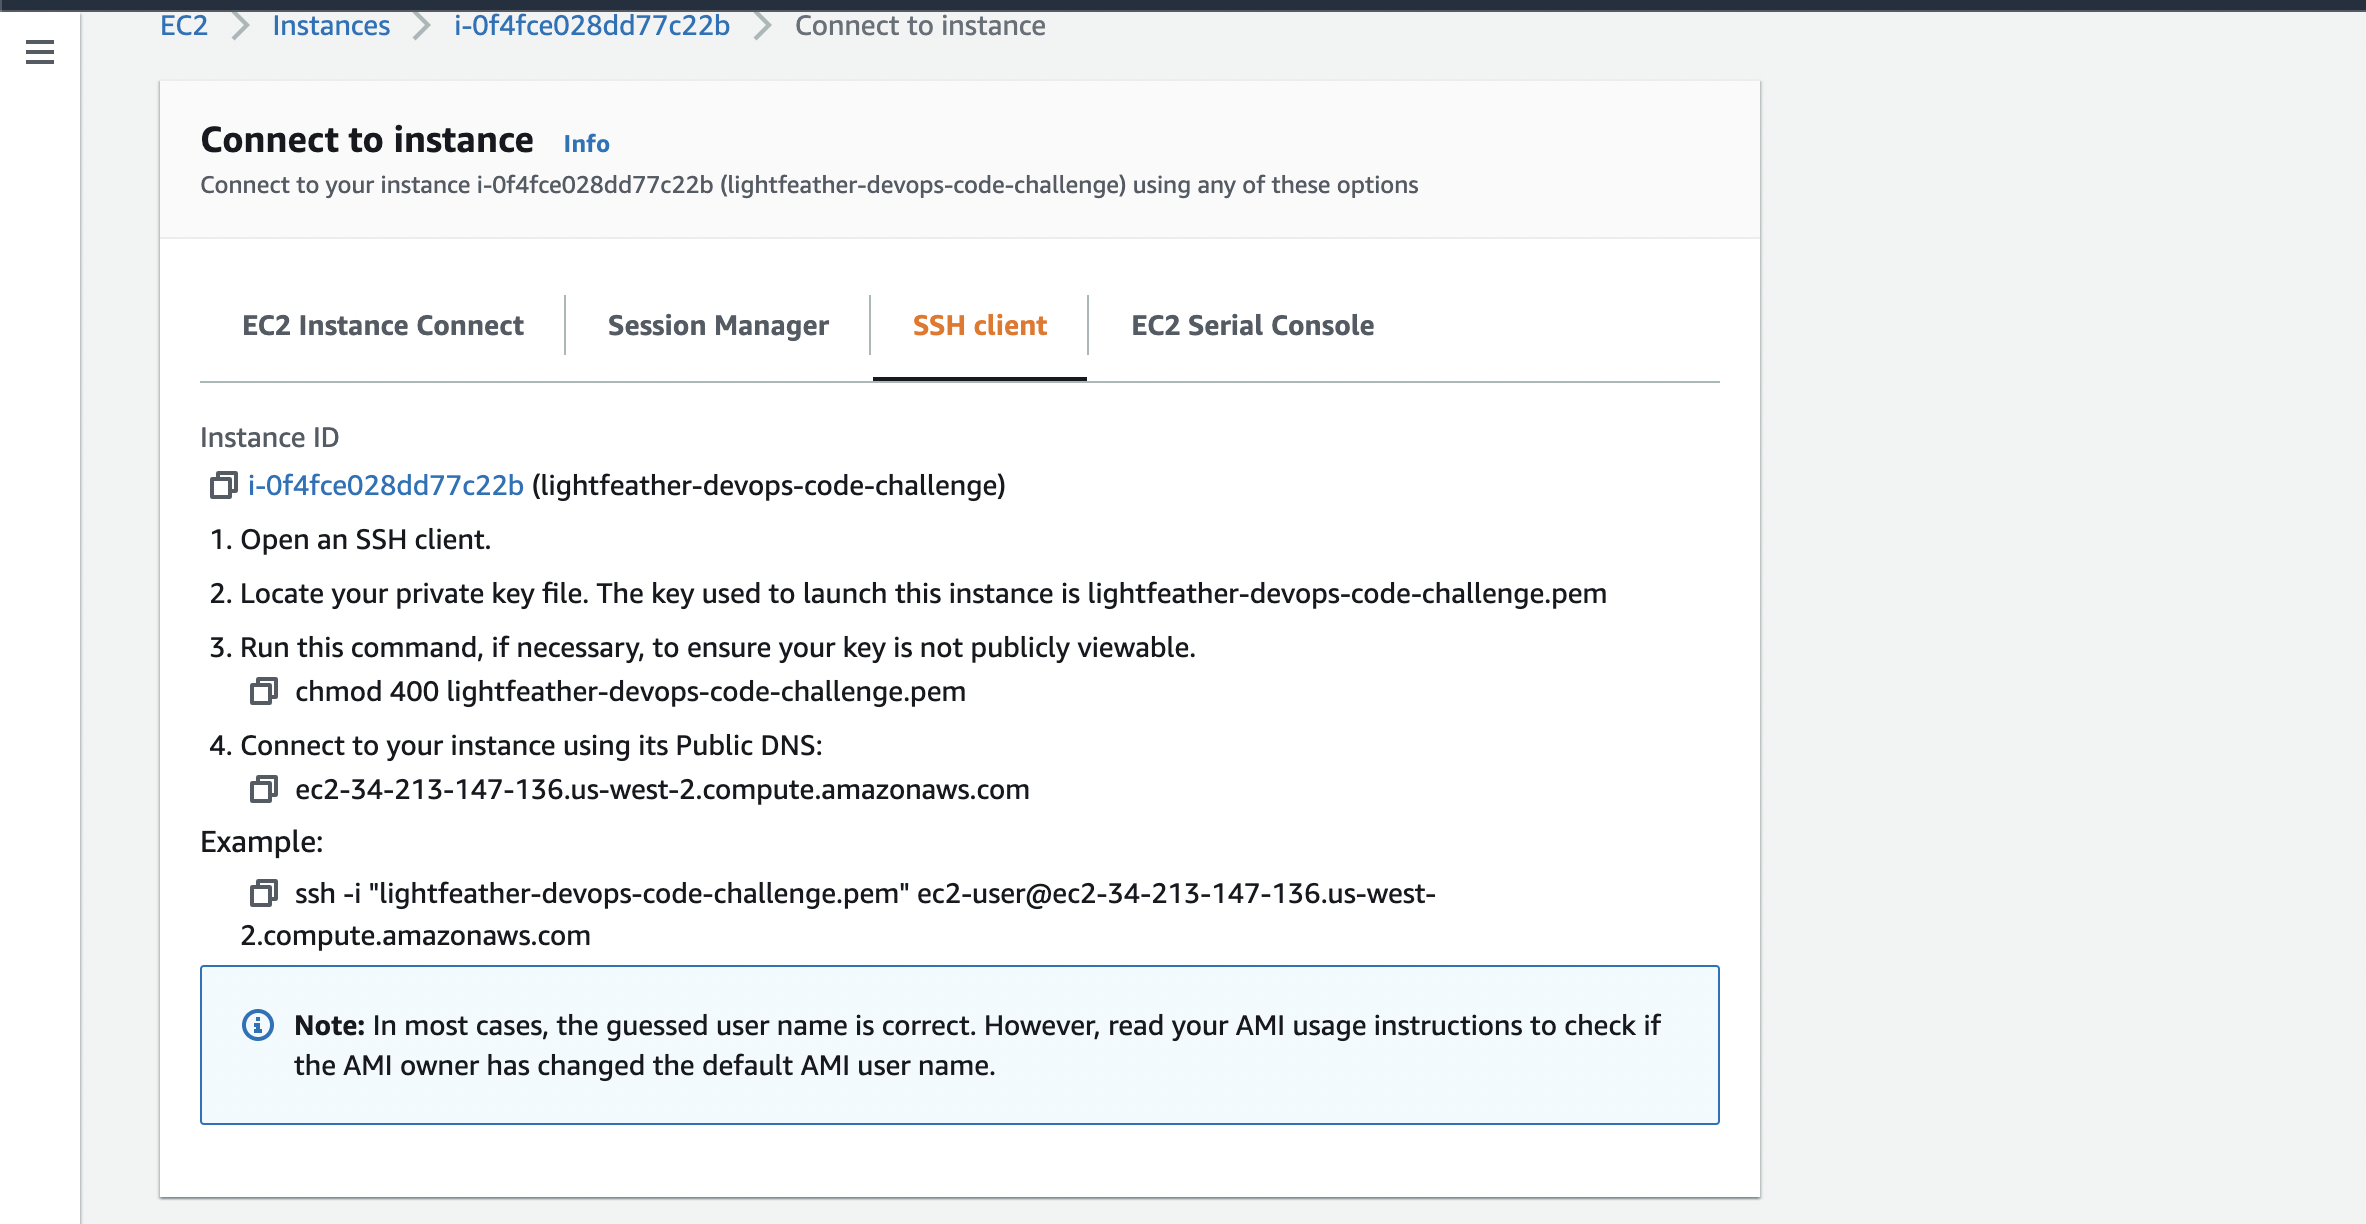 EC2 > Instances > i-0f4fce028dd77c22b > Connect to instance
Connect to instance Info
Connect to your instance i-0f4fce028dd77c22b (lightfeather-devops-code-challenge) using any of these options
EC2 Instance Connect Session Manager SSH client EC2 Serial Console
Instance ID
i-0f4fce028dd77c22b (lightfeather-devops-code-challenge)
1. Open an SSH client.
2. Locate your private key file. The key used to launch this instance is lightfeather-devops-code-challenge.pem
3. Run this command, if necessary, to ensure your key is not publicly viewable.
chmod 400 lightfeather-devops-code-challenge.pem
4. Connect to your instance using its Public DNS:
ec2-34-213-147-136.us-west-2.compute.amazonaws.com
Example:
ssh -i "lightfeather-devops-code-challenge.pem" ec2-user@ec2-34-213-147-136.us-west-
2.compute.amazonaws.com
Note: In most cases, the guessed user name is correct. However, read your AMI usage instructions to check if
the AMI owner has changed the default AMI user name.